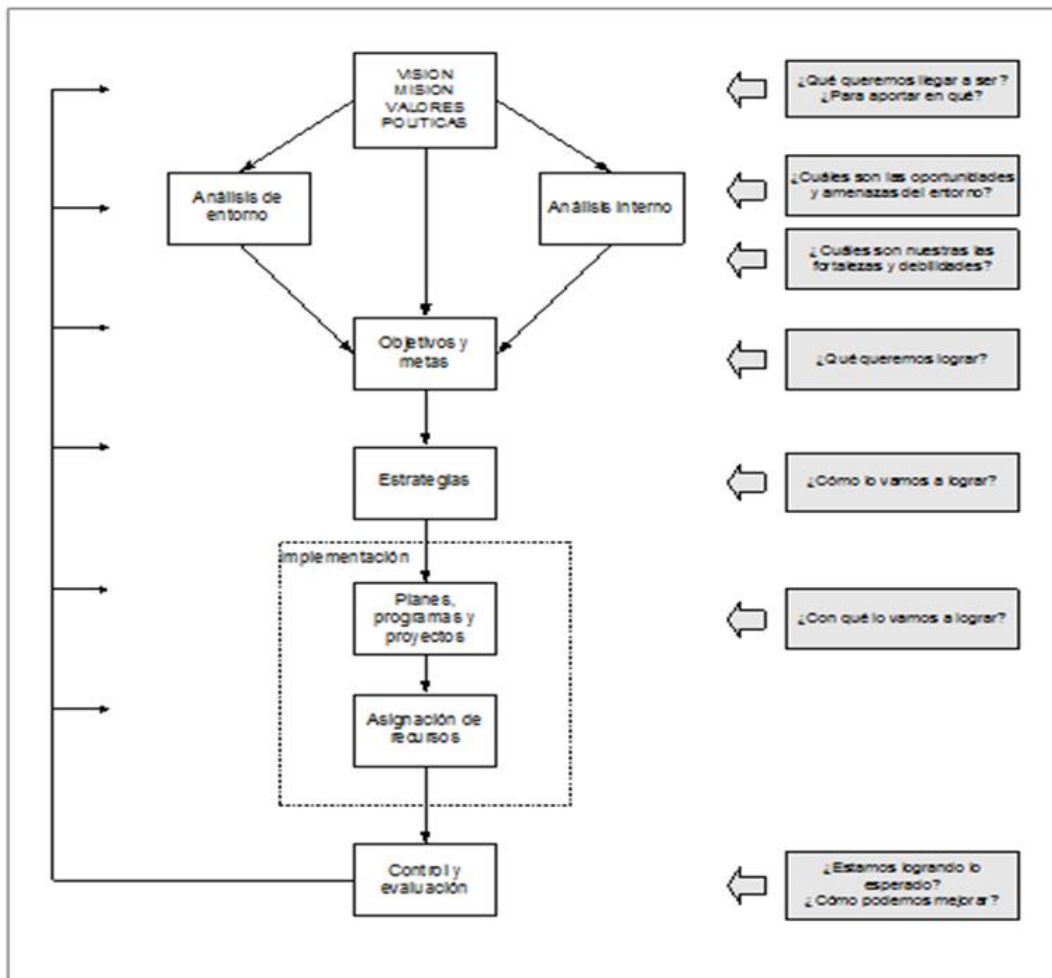 VISION
MISION
VALORES
POLITICAS
¿Qué queremos llegar a ser?
¿Para aportar en qué?
Análisis de
entorno
Análisis interno
¿Cuáles son las oportunidades
y amenazas del entorno?
¿Cuáles son nuestras las
fortalezas y debilidades?
Objetivos y
metas
¿Qué queremos lograr?
Estrategias
¿Cómo lo vamos a lograr?
Implementación
Planes,
programas y
proyectos
¿Con qué lo vamos a lograr?
Asignación de
recursos
Control y
evaluación
¿Estamos logrando lo
esperado?
¿Cómo podemos mejorar?